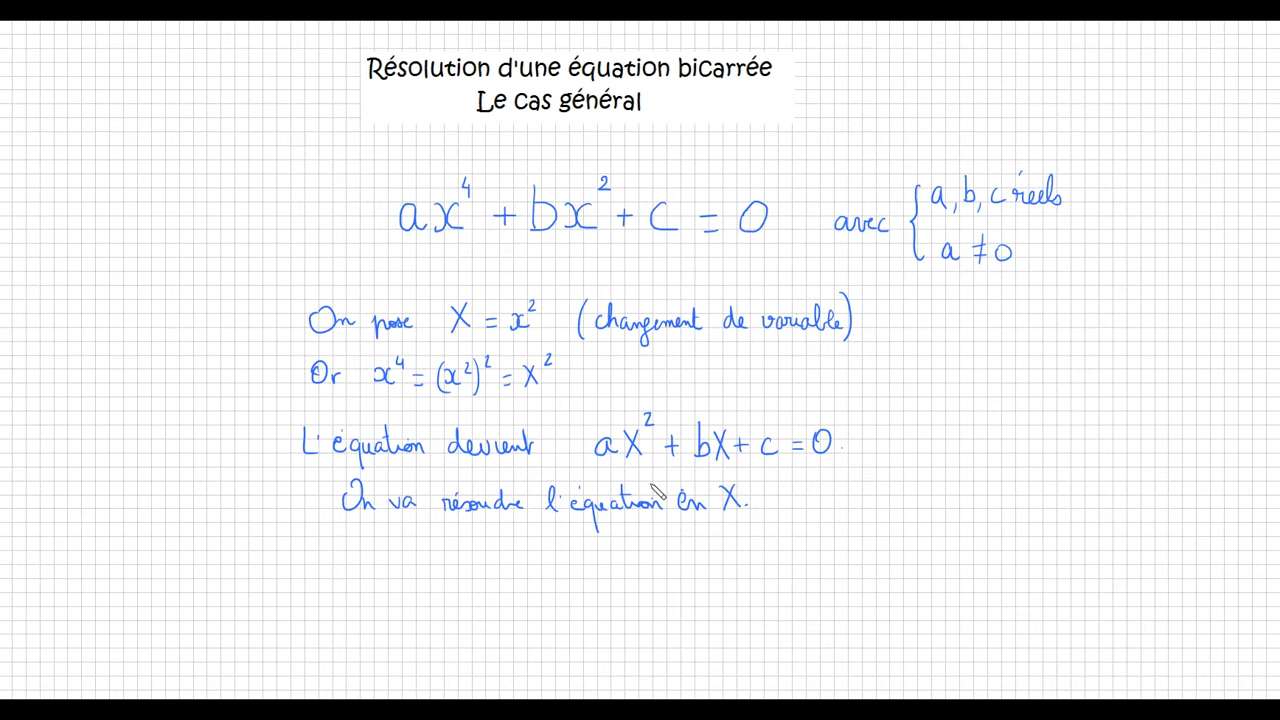 Résolution d'une équation bicarrée
Le cas général
ax⁴ + bx² + c = 0 avec { a, b, c réels
a ≠ 0
On pose X = x² (changement de variable)
Or x⁴ = (x²)² = X²
L'équation devient aX² + bX + c = 0.
On va résoudre l'équation en X.